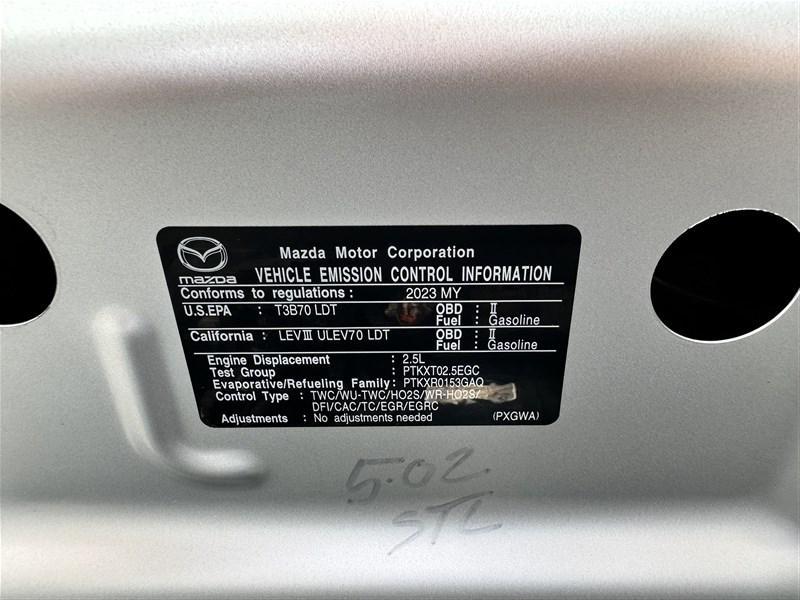 mazda
Mazda Motor Corporation
VEHICLE EMISSION CONTROL INFORMATION
Conforms to regulations : 2023 MY
U.S.EPA : T3B70 LDT OBD : II
Fuel : Gasoline
California : LEVIII ULEV70 LDT OBD : II
Fuel : Gasoline
Engine Displacement : 2.5L
Test Group : PTKXT02.5EGC
Evaporative/Refueling Family : PTKXR0153GAQ
Control Type : TWC/WU-TWC/HO2S/WR-HO2S/
DFI/CAC/TC/EGR/EGRC
Adjustments : No adjustments needed (PXGWA)
5.02
STL